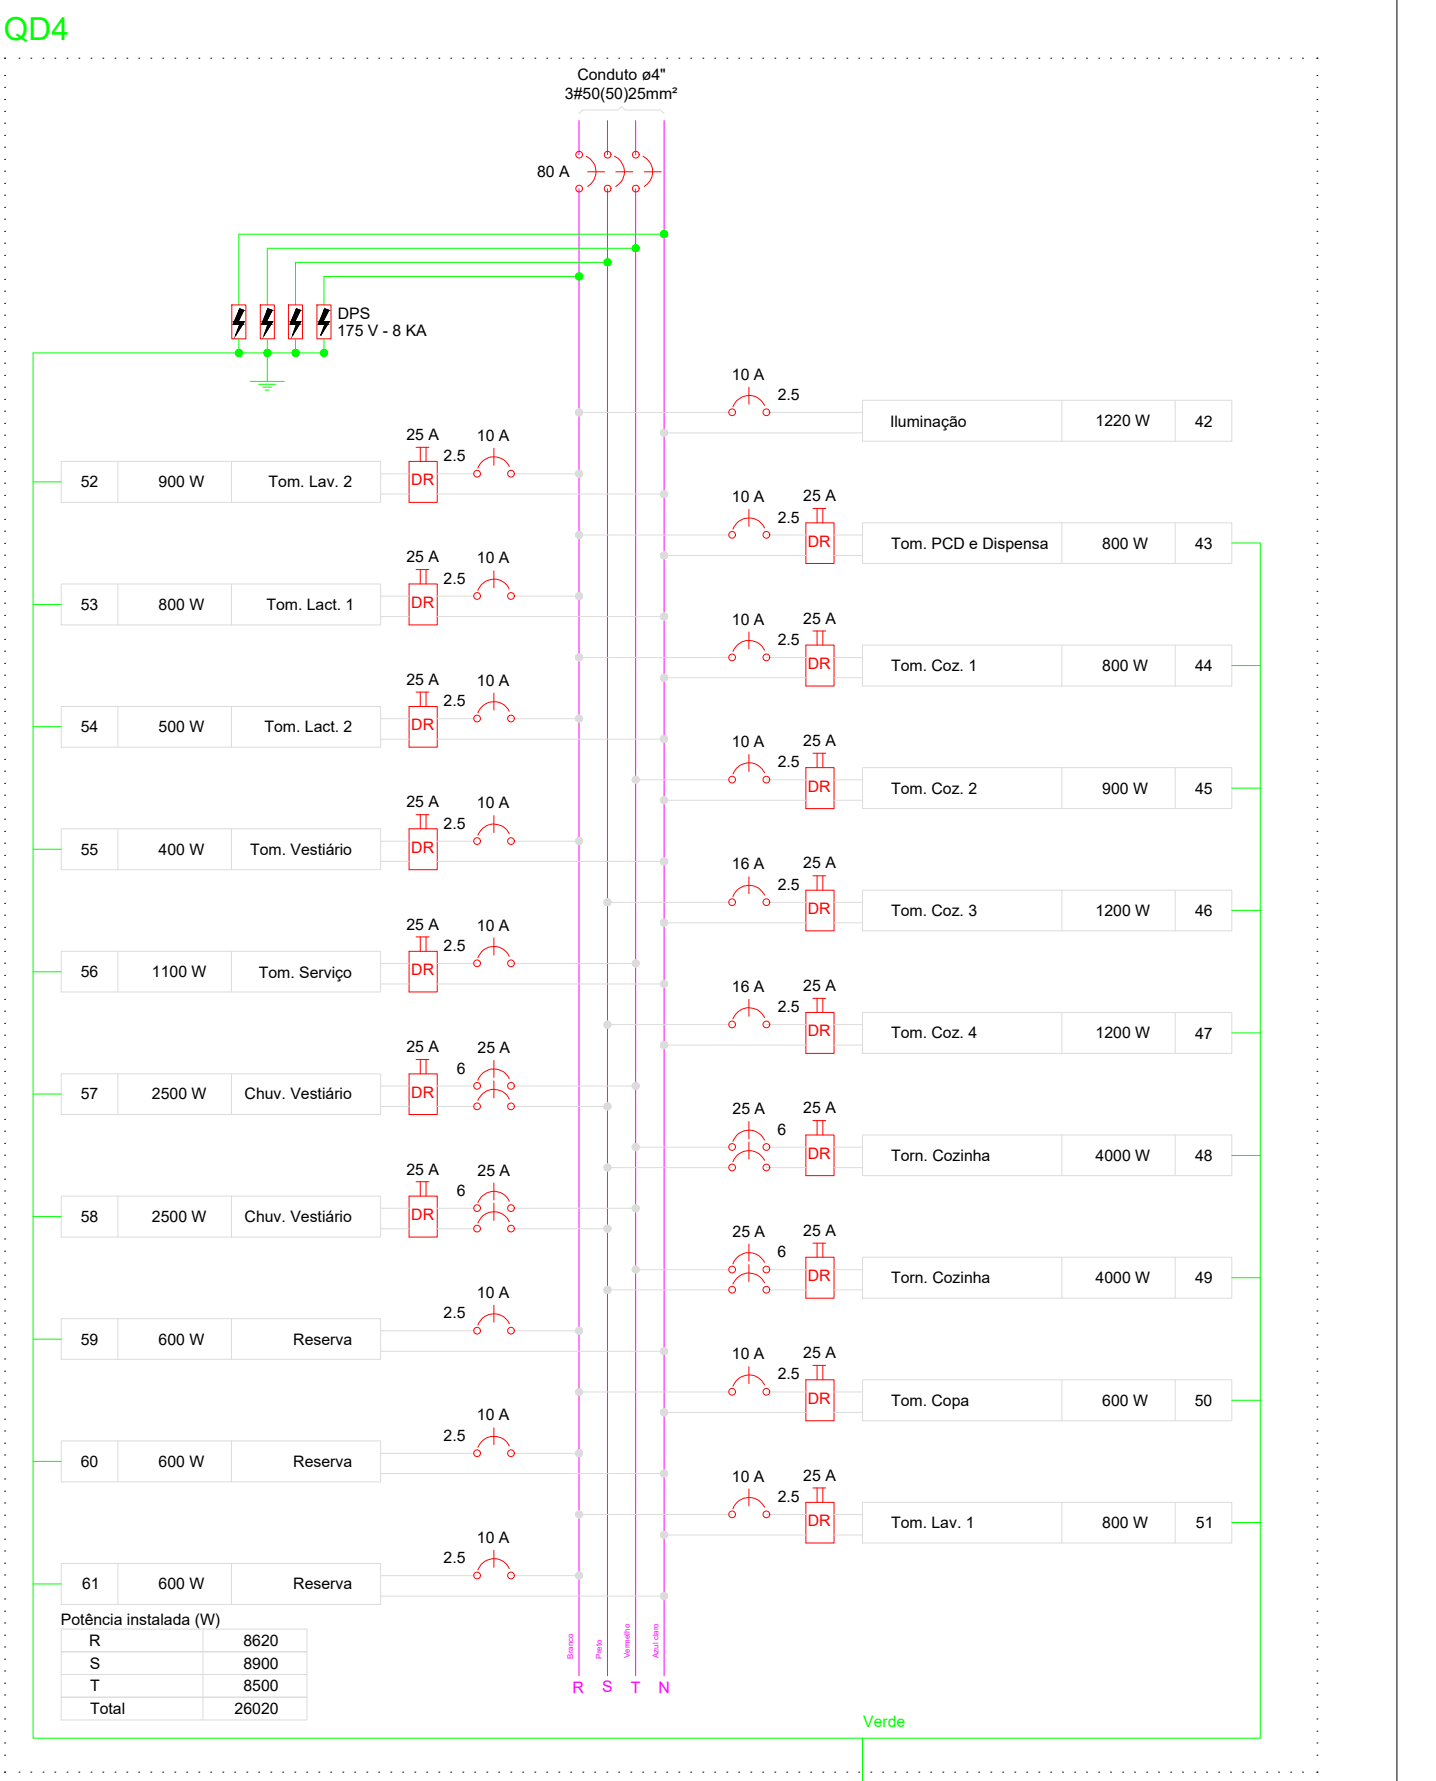 QD4
Conduto ø4"
3#50(50)25mm²
80 A
DPS
175 V - 8 KA
10 A
2.5
Iluminação 1220 W 42
25 A 10 A
2.5
52 900 W Tom. Lav. 2 DR
10 A 25 A
2.5
DR Tom. PCD e Dispensa 800 W 43
25 A 10 A
2.5
53 800 W Tom. Lact. 1 DR
10 A 25 A
2.5
DR Tom. Coz. 1 800 W 44
25 A 10 A
2.5
54 500 W Tom. Lact. 2 DR
10 A 25 A
2.5
DR Tom. Coz. 2 900 W 45
25 A 10 A
2.5
55 400 W Tom. Vestiário DR
16 A 25 A
2.5
DR Tom. Coz. 3 1200 W 46
25 A 10 A
2.5
56 1100 W Tom. Serviço DR
16 A 25 A
2.5
DR Tom. Coz. 4 1200 W 47
25 A 25 A
6
57 2500 W Chuv. Vestiário DR
25 A 25 A
6
DR Torn. Cozinha 4000 W 48
25 A 25 A
6
58 2500 W Chuv. Vestiário DR
25 A 25 A
6
DR Torn. Cozinha 4000 W 49
10 A
2.5
59 600 W Reserva
10 A 25 A
2.5
DR Tom. Copa 600 W 50
10 A
2.5
60 600 W Reserva
10 A 25 A
2.5
DR Tom. Lav. 1 800 W 51
10 A
2.5
61 600 W Reserva
Potência instalada (W)
R 8620
S 8900
T 8500
Total 26020
Branco
Preto
Vermelho
Azul claro
R S T N
Verde